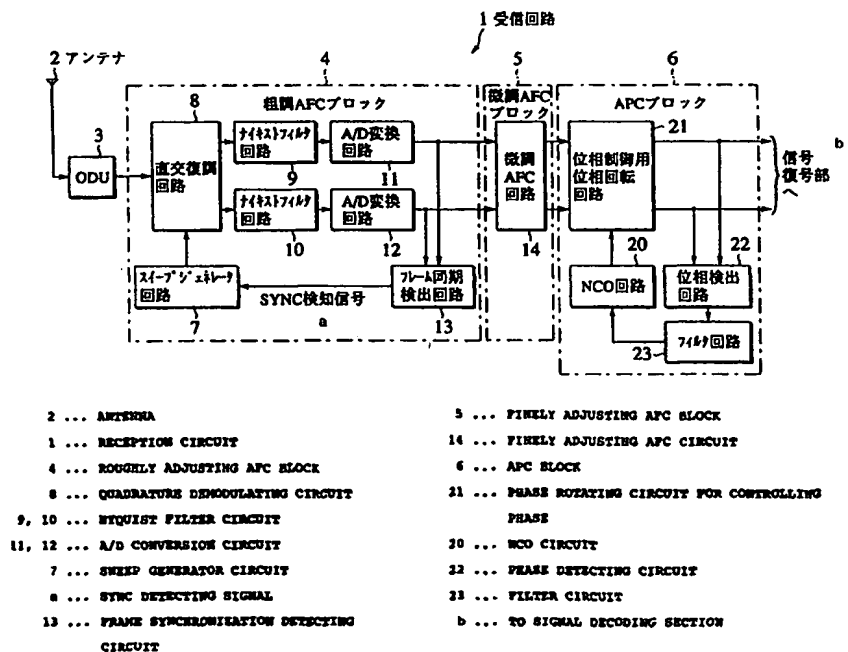 1 受信回路
2 アンテナ
4
5
6
粗調AFCブロック
微調AFC
ブロック
APCブロック
8
21
b
3
ODU
直交復調
回路
ナイキストフィルタ
回路
9
A/D変換
回路
11
ナイキストフィルタ
回路
10
A/D変換
回路
12
微調
AFC
回路
14
位相制御用
位相回転
回路
信号
復号部
へ
20
22
スイープジェネレータ
回路
7
SYNC検知信号
a
フレーム同期
検出回路
13
NCO回路
位相検出
回路
23
フィルタ回路
2 ... ANTENNA
1 ... RECEPTION CIRCUIT
4 ... ROUGHLY ADJUSTING AFC BLOCK
8 ... QUADRATURE DEMODULATING CIRCUIT
9, 10 ... NYQUIST FILTER CIRCUIT
11, 12 ... A/D CONVERSION CIRCUIT
7 ... SWEEP GENERATOR CIRCUIT
a ... SYNC DETECTING SIGNAL
13 ... FRAME SYNCHRONIZATION DETECTING
CIRCUIT
5 ... FINELY ADJUSTING AFC BLOCK
14 ... FINELY ADJUSTING AFC CIRCUIT
6 ... APC BLOCK
21 ... PHASE ROTATING CIRCUIT FOR CONTROLLING
PHASE
20 ... NCO CIRCUIT
22 ... PHASE DETECTING CIRCUIT
23 ... FILTER CIRCUIT
b ... TO SIGNAL DECODING SECTION